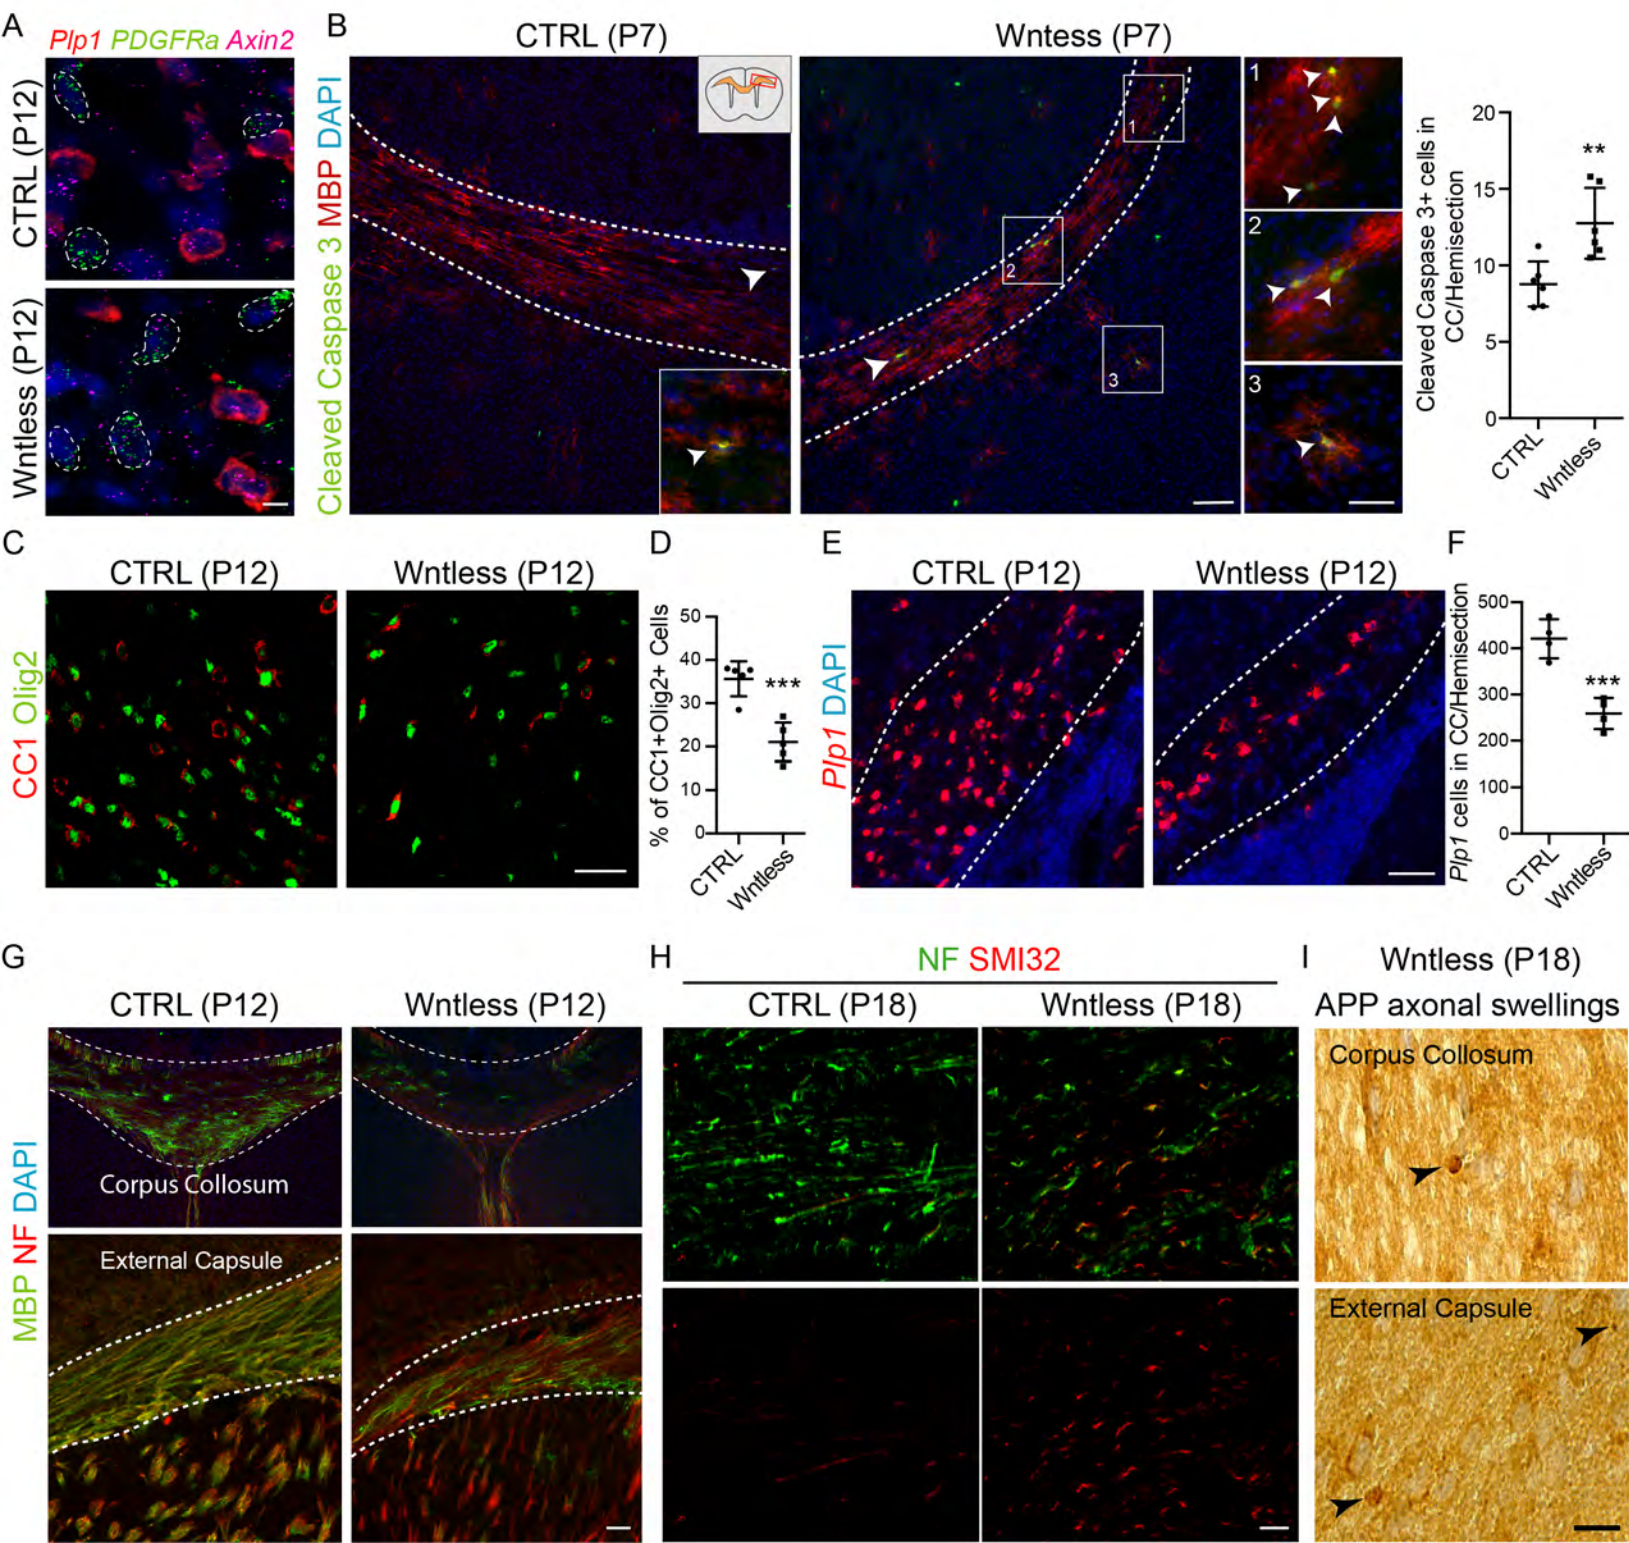 A
Plp1 PDGFRa Axin2
CTRL (P12)
Wntless (P12)
B
CTRL (P7)
Wntess (P7)
Cleaved Caspase 3 MBP DAPI
1
2
3
1
2
3
Cleaved Caspase 3+ cells in
CC/Hemisection
20
15
10
5
0
**
CTRL
Wntless
C
CTRL (P12)
Wntless (P12)
CC1 Olig2
D
% of CC1+Olig2+ Cells
50
40
30
20
10
0
***
CTRL
Wntless
E
CTRL (P12)
Wntless (P12)
Plp1 DAPI
F
Plp1 cells in CC/Hemisection
500
400
300
200
100
0
***
CTRL
Wntless
G
CTRL (P12)
Wntless (P12)
MBP NF DAPI
Corpus Collosum
External Capsule
H
NF SMI32
CTRL (P18)
Wntless (P18)
I
Wntless (P18)
APP axonal swellings
Corpus Collosum
External Capsule